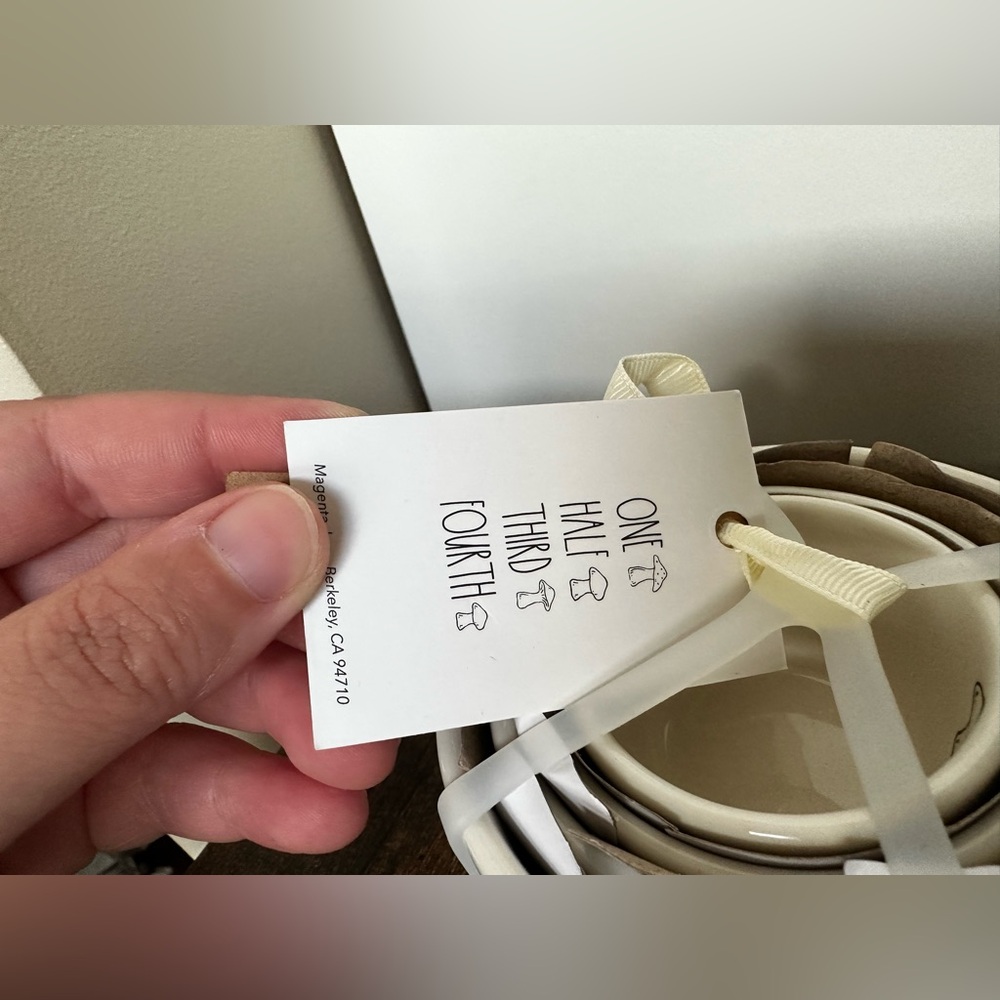 ONE
HALF
THIRD
FOURTH
Magenta Berkeley, CA 94710